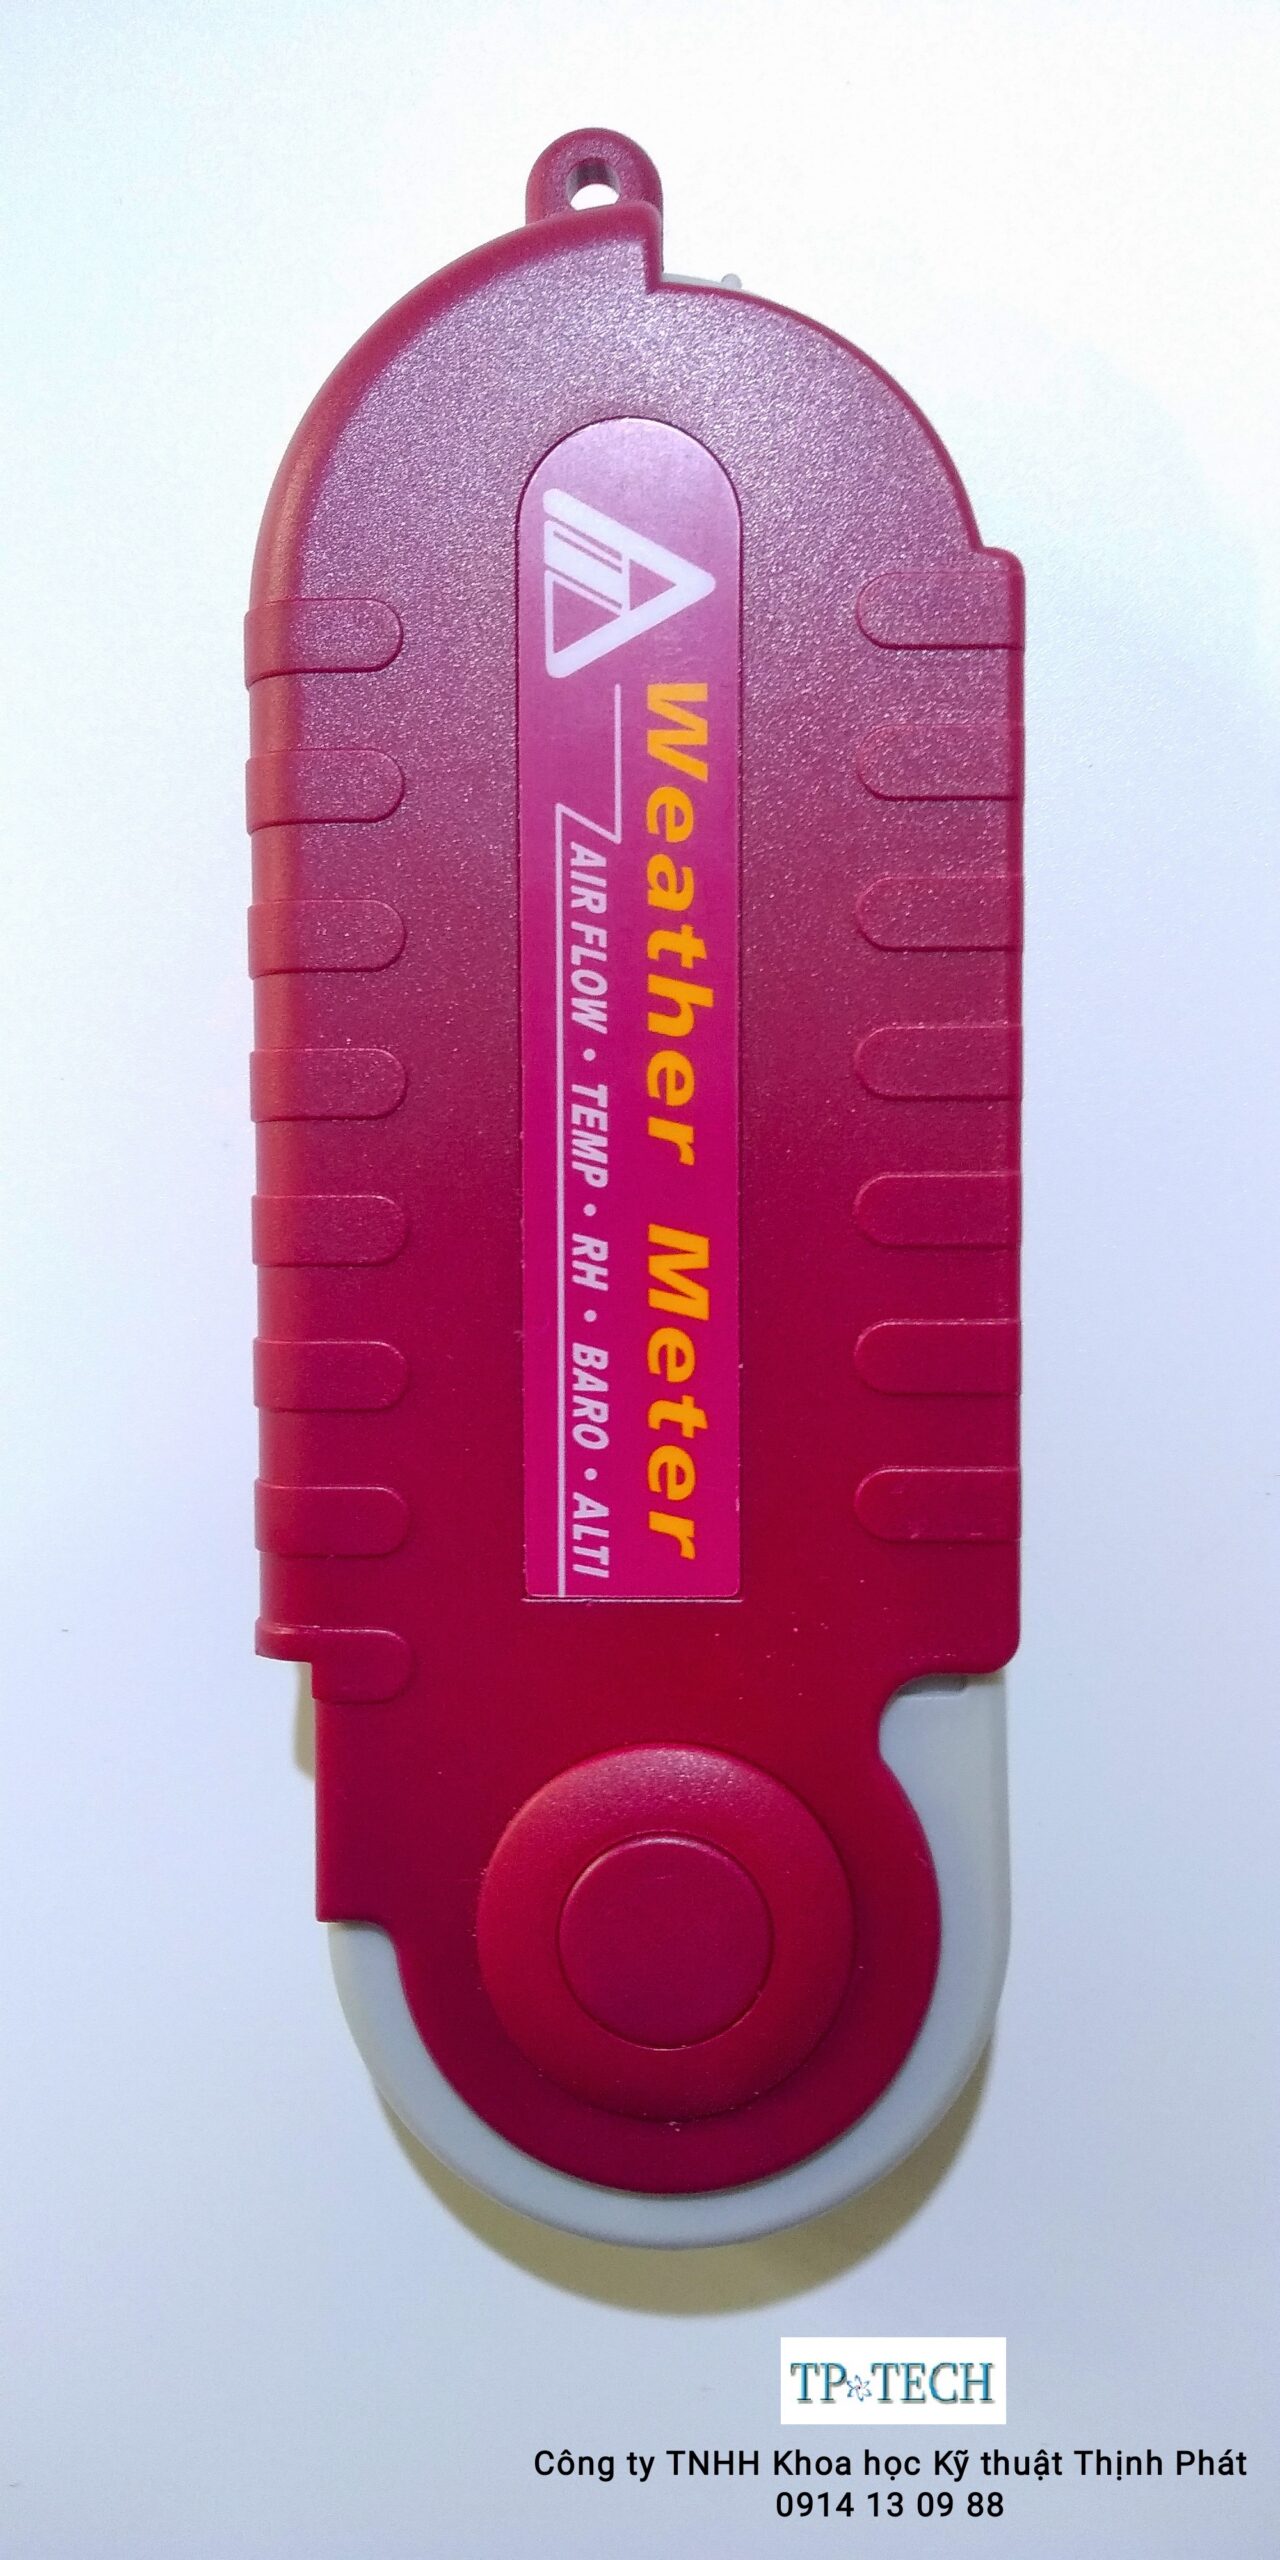 Weather Meter
AIR FLOW • TEMP • RH • BARO • ALTI
TP TECH
Công ty TNHH Khoa học Kỹ thuật Thịnh Phát
0914 13 09 88